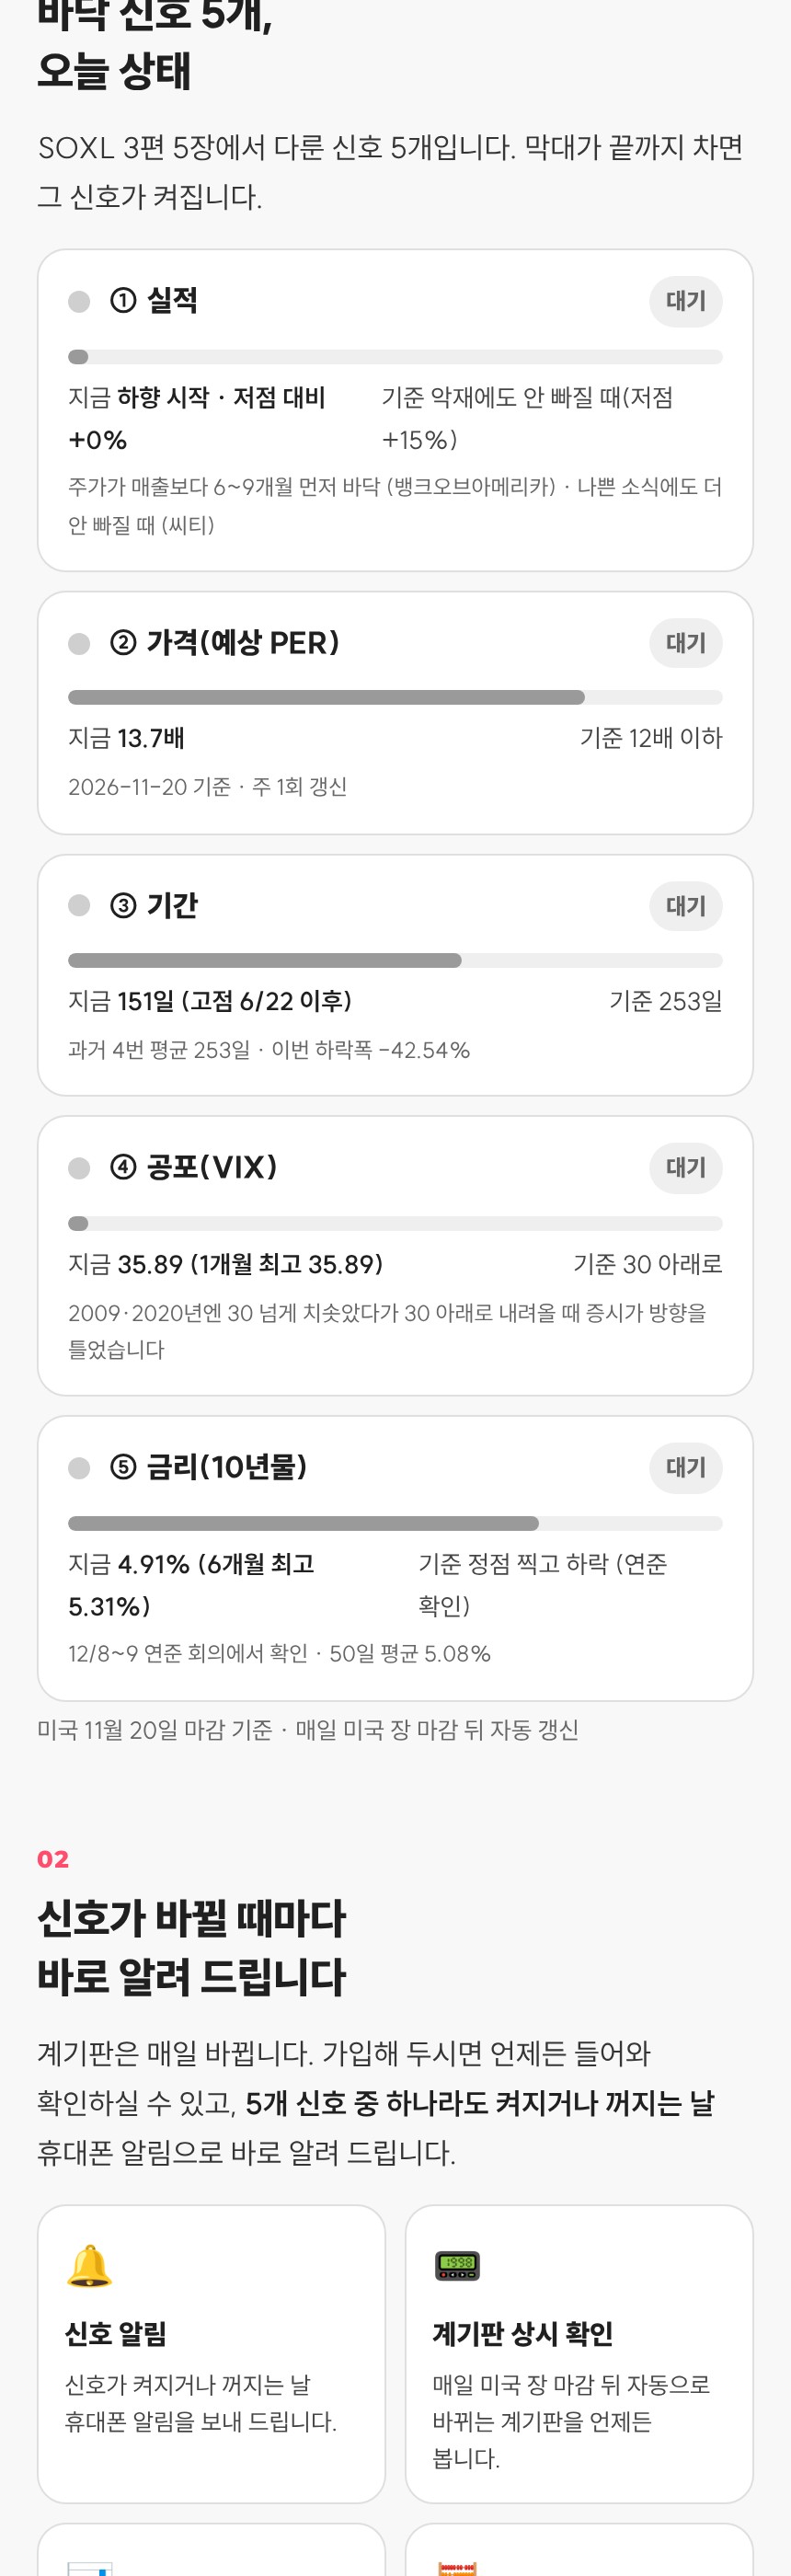 바닥 신호 5개,
오늘 상태
SOXL 3편 5장에서 다룬 신호 5개입니다. 막대가 끝까지 차면
그 신호가 켜집니다.
① 실적
대기
지금 하향 시작 · 저점 대비
+0%
기준 악재에도 안 빠질 때(저점
+15%)
주가가 매출보다 6~9개월 먼저 바닥 (뱅크오브아메리카) · 나쁜 소식에도 더
안 빠질 때 (씨티)
② 가격(예상 PER)
대기
지금 13.7배
기준 12배 이하
2026-11-20 기준 · 주 1회 갱신
③ 기간
대기
지금 151일 (고점 6/22 이후)
기준 253일
과거 4번 평균 253일 · 이번 하락폭 -42.54%
④ 공포(VIX)
대기
지금 35.89 (1개월 최고 35.89)
기준 30 아래로
2009·2020년엔 30 넘게 치솟았다가 30 아래로 내려올 때 증시가 방향을
틀었습니다
⑤ 금리(10년물)
대기
지금 4.91% (6개월 최고
5.31%)
기준 정점 찍고 하락 (연준
확인)
12/8~9 연준 회의에서 확인 · 50일 평균 5.08%
미국 11월 20일 마감 기준 · 매일 미국 장 마감 뒤 자동 갱신
02
신호가 바뀔 때마다
바로 알려 드립니다
계기판은 매일 바뀝니다. 가입해 두시면 언제든 들어와
확인하실 수 있고, 5개 신호 중 하나라도 켜지거나 꺼지는 날
휴대폰 알림으로 바로 알려 드립니다.
신호 알림
신호가 켜지거나 꺼지는 날
휴대폰 알림을 보내 드립니다.
계기판 상시 확인
매일 미국 장 마감 뒤 자동으로
바뀌는 계기판을 언제든
봅니다.